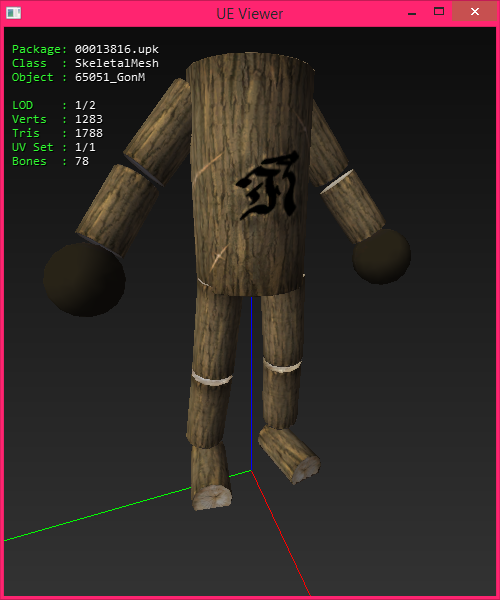 UE Viewer
Package: 00013816.upk
Class : SkeletalMesh
Object : 65051_GonM
LOD : 1/2
Verts : 1283
Tris : 1788
UV Set : 1/1
Bones : 78